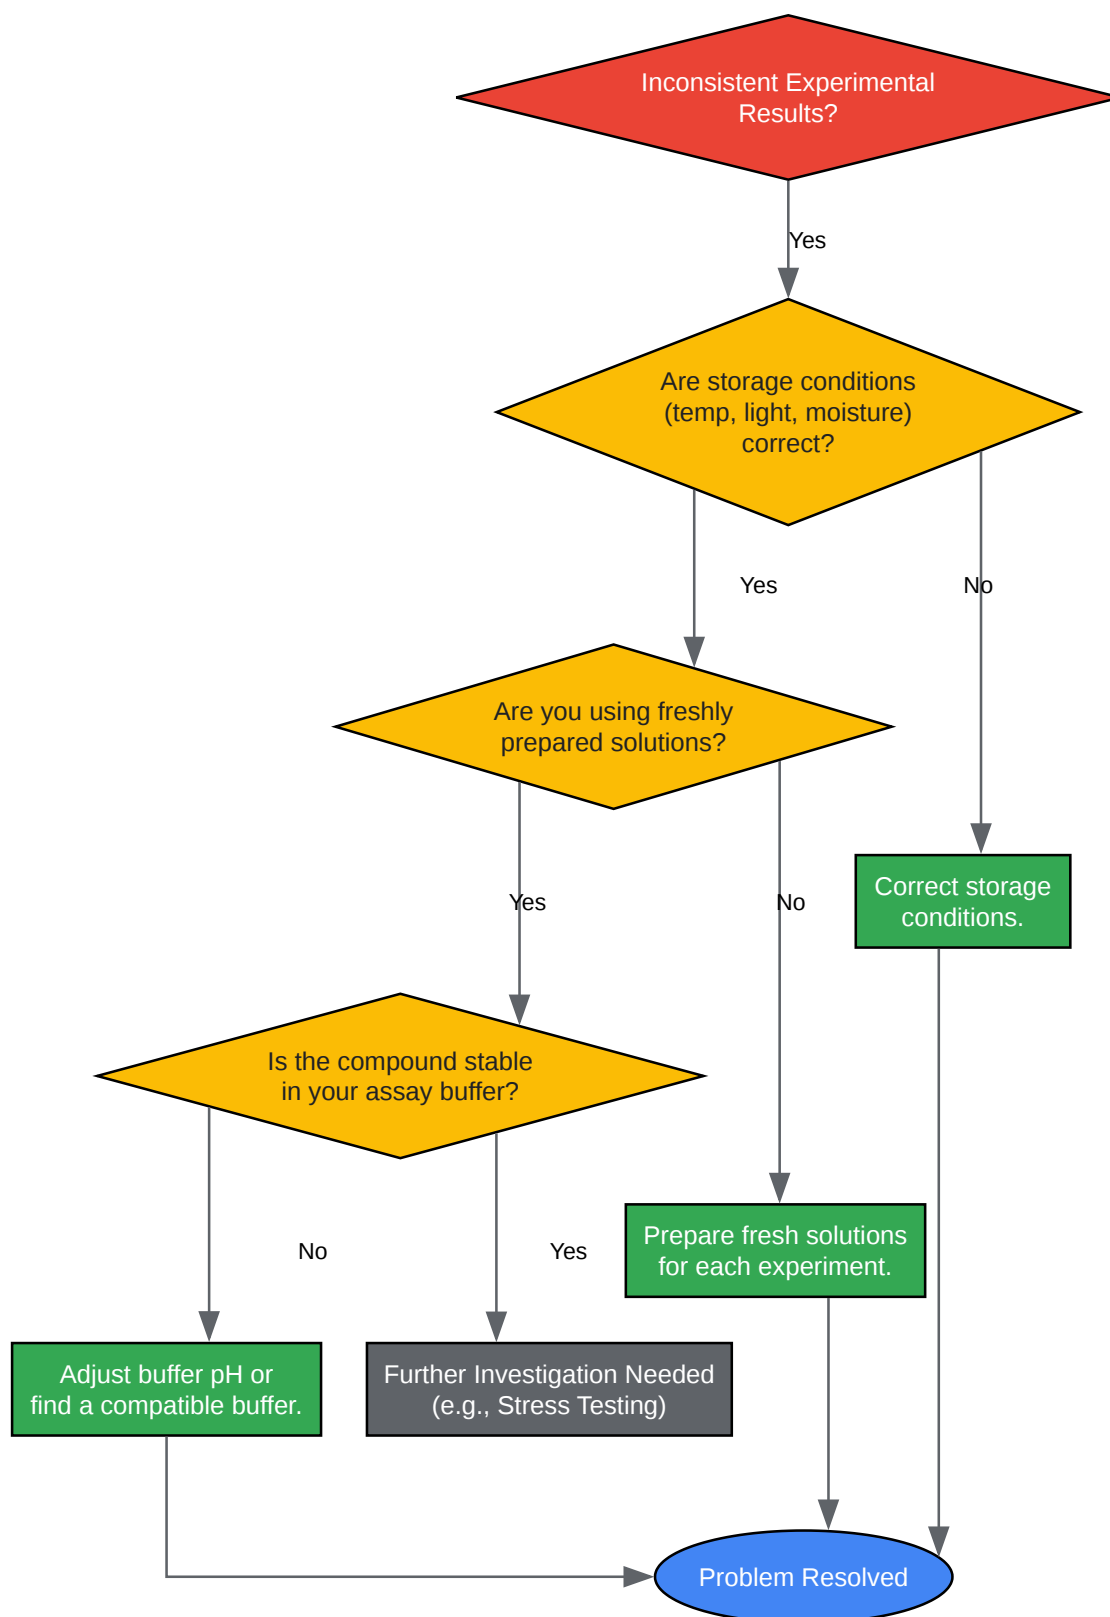 Inconsistent Experimental
Results?
Yes
Are storage conditions
(temp, light, moisture)
correct?
Yes
No
Are you using freshly
prepared solutions?
Correct storage
conditions.
Yes
No
Is the compound stable
in your assay buffer?
Prepare fresh solutions
for each experiment.
No
Yes
Adjust buffer pH or
find a compatible buffer.
Further Investigation Needed
(e.g., Stress Testing)
Problem Resolved